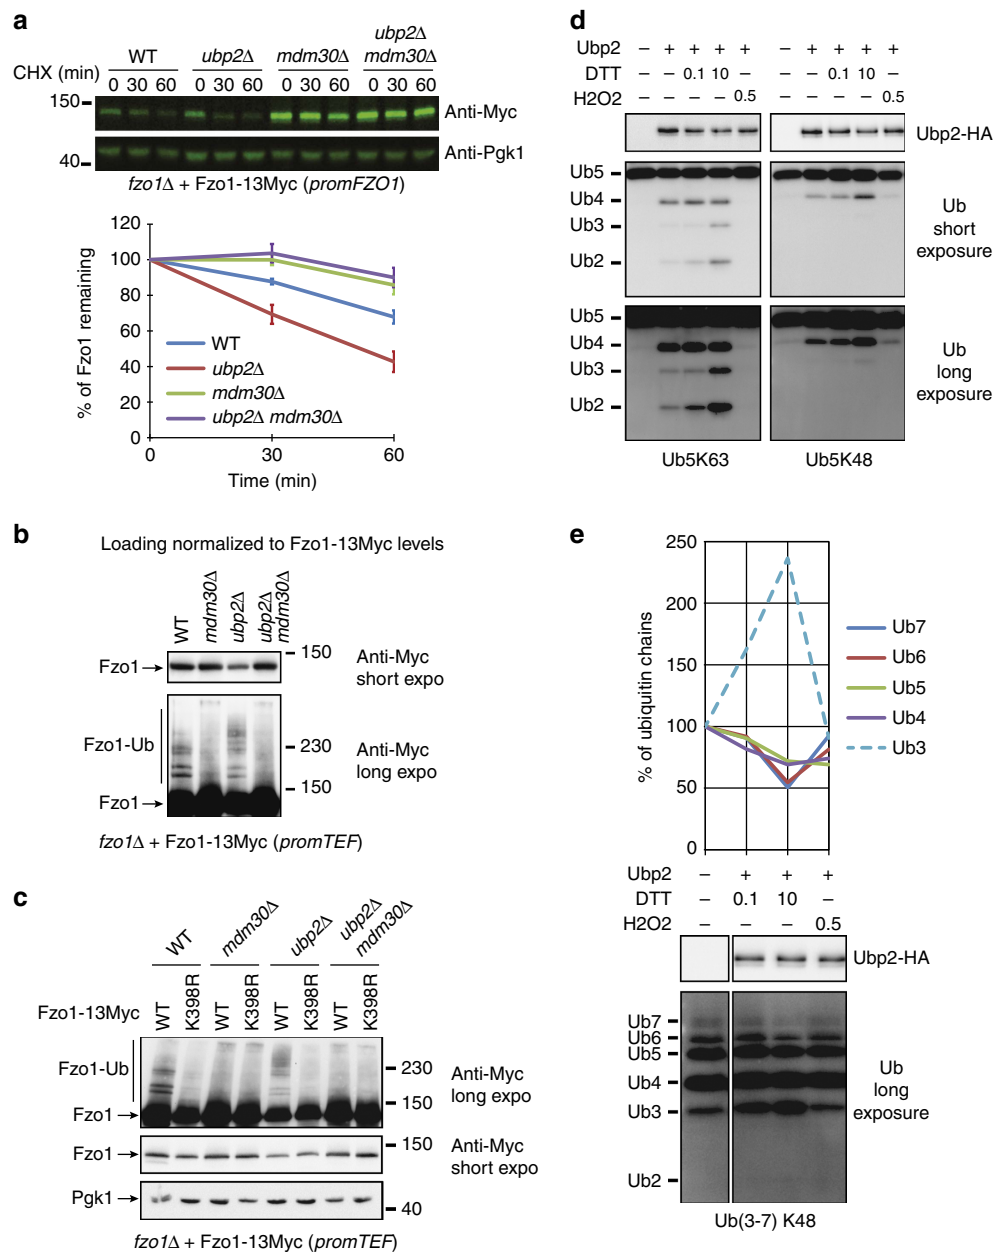 a
WT
ubp2Δ
mdm30Δ
ubp2Δ
mdm30Δ
CHX (min)
0 30 60 0 30 60 0 30 60 0 30 60
150
Anti-Myc
40
Anti-Pgk1
fzo1Δ + Fzo1-13Myc (promFZO1)
% of Fzo1 remaining
120
100
80
60
40
20
0
WT
ubp2Δ
mdm30Δ
ubp2Δ mdm30Δ
0 30 60
Time (min)
b
Loading normalized to Fzo1-13Myc levels
WT
mdm30Δ
ubp2Δ
ubp2Δ
mdm30Δ
Fzo1
150
Anti-Myc
short expo
Fzo1-Ub
230
150
Anti-Myc
long expo
Fzo1
fzo1Δ + Fzo1-13Myc (promTEF)
c
WT
mdm30Δ
ubp2Δ
ubp2Δ
mdm30Δ
Fzo1-13Myc
WT
K398R
WT
K398R
WT
K398R
WT
K398R
Fzo1-Ub
230
150
Anti-Myc
long expo
Fzo1
Fzo1
150
Anti-Myc
short expo
Pgk1
40
fzo1Δ + Fzo1-13Myc (promTEF)
d
Ubp2 – + + + + – + + + +
DTT – – 0.1 10 – – – 0.1 10 –
H2O2 – – – – 0.5 – – – – 0.5
Ubp2-HA
Ub5
Ub4
Ub3
Ub2
Ub
short
exposure
Ub5
Ub4
Ub3
Ub2
Ub
long
exposure
Ub5K63
Ub5K48
e
% of ubiquitin chains
250
200
150
100
50
0
Ub7
Ub6
Ub5
Ub4
Ub3
Ubp2 – + + +
DTT – 0.1 10 –
H2O2 – – – 0.5
Ubp2-HA
Ub7
Ub6
Ub5
Ub4
Ub3
Ub2
Ub
long
exposure
Ub(3-7) K48